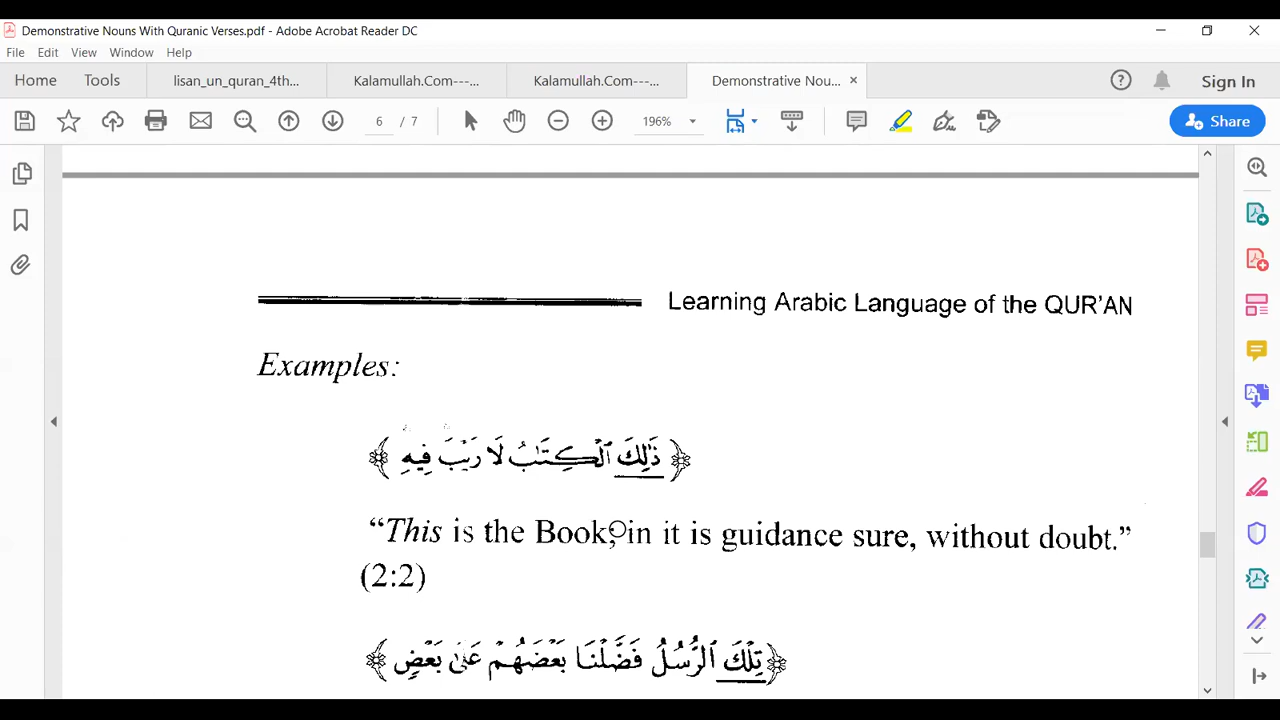 Demonstrative Nouns With Quranic Verses.pdf - Adobe Acrobat Reader DC
File Edit View Window Help
Home Tools lisan_un_quran_4th... Kalamullah.Com---... Kalamullah.Com---... Demonstrative Nou... × Sign In
6 / 7 196% Share
Learning Arabic Language of the QUR'AN
Examples:
﴿ ذَٰلِكَ ٱلْكِتَٰبُ لَا رَيْبَ فِيهِ ﴾
“This is the Book; in it is guidance sure, without doubt.”
(2:2)
﴿ تِلْكَ ٱلرُّسُلُ فَضَّلْنَا بَعْضَهُمْ عَلَىٰ بَعْضٍ ﴾